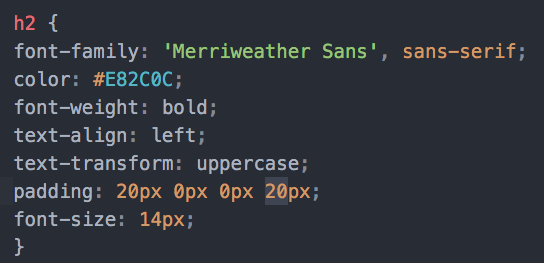 h2 {
font-family: 'Merriweather Sans', sans-serif;
color: #E82C0C;
font-weight: bold;
text-align: left;
text-transform: uppercase;
padding: 20px 0px 0px 20px;
font-size: 14px;
}